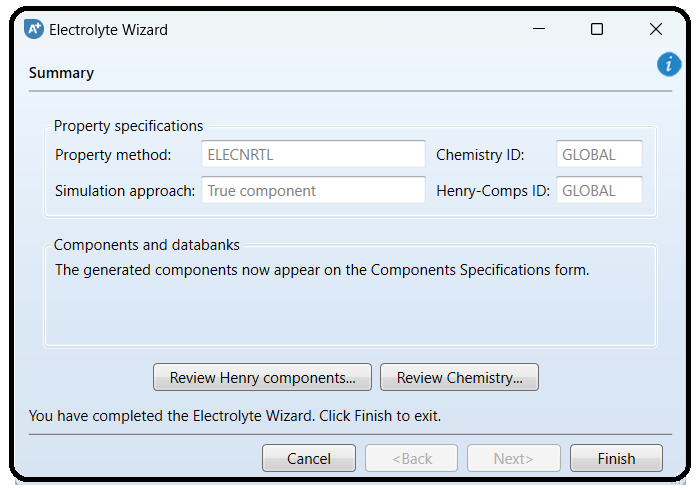 A+ Electrolyte Wizard
Summary
i
Property specifications
Property method: ELECNRTL Chemistry ID: GLOBAL
Simulation approach: True component Henry-Comps ID: GLOBAL
Components and databanks
The generated components now appear on the Components Specifications form.
Review Henry components... Review Chemistry...
You have completed the Electrolyte Wizard. Click Finish to exit.
Cancel <Back Next> Finish